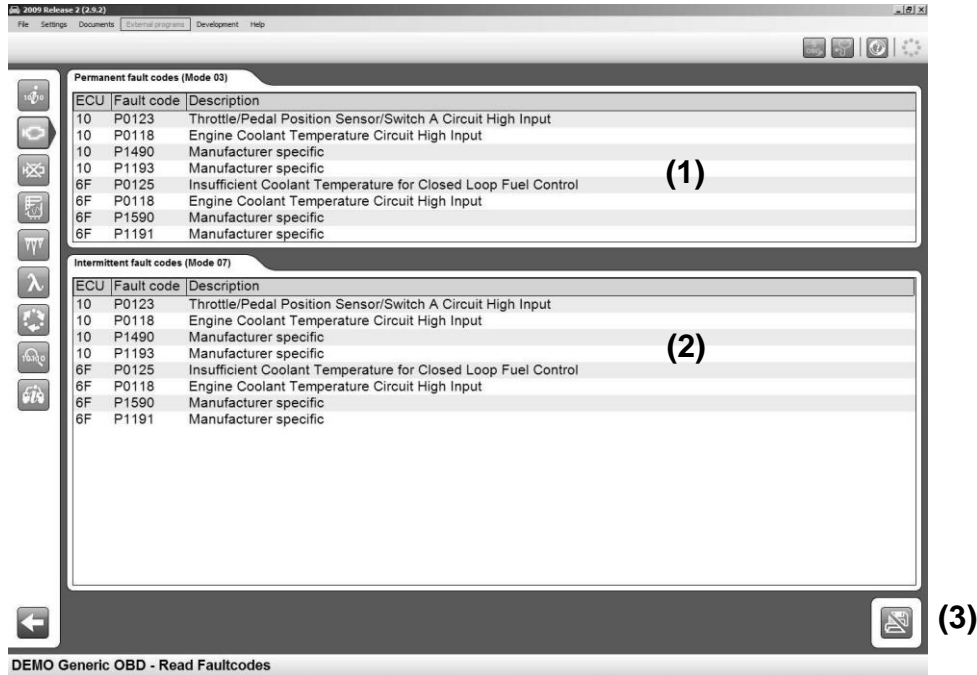 2009 Release 2 (2.9.2)
File Settings Documents External programs Development Help
Permanent fault codes (Mode 03)
ECU Fault code Description
10 P0123 Throttle/Pedal Position Sensor/Switch A Circuit High Input
10 P0118 Engine Coolant Temperature Circuit High Input
10 P1490 Manufacturer specific
10 P1193 Manufacturer specific
6F P0125 Insufficient Coolant Temperature for Closed Loop Fuel Control
6F P0118 Engine Coolant Temperature Circuit High Input
6F P1590 Manufacturer specific
6F P1191 Manufacturer specific
(1)
Intermittent fault codes (Mode 07)
ECU Fault code Description
10 P0123 Throttle/Pedal Position Sensor/Switch A Circuit High Input
10 P0118 Engine Coolant Temperature Circuit High Input
10 P1490 Manufacturer specific
10 P1193 Manufacturer specific
6F P0125 Insufficient Coolant Temperature for Closed Loop Fuel Control
6F P0118 Engine Coolant Temperature Circuit High Input
6F P1590 Manufacturer specific
6F P1191 Manufacturer specific
(2)
(3)
DEMO Generic OBD - Read Faultcodes